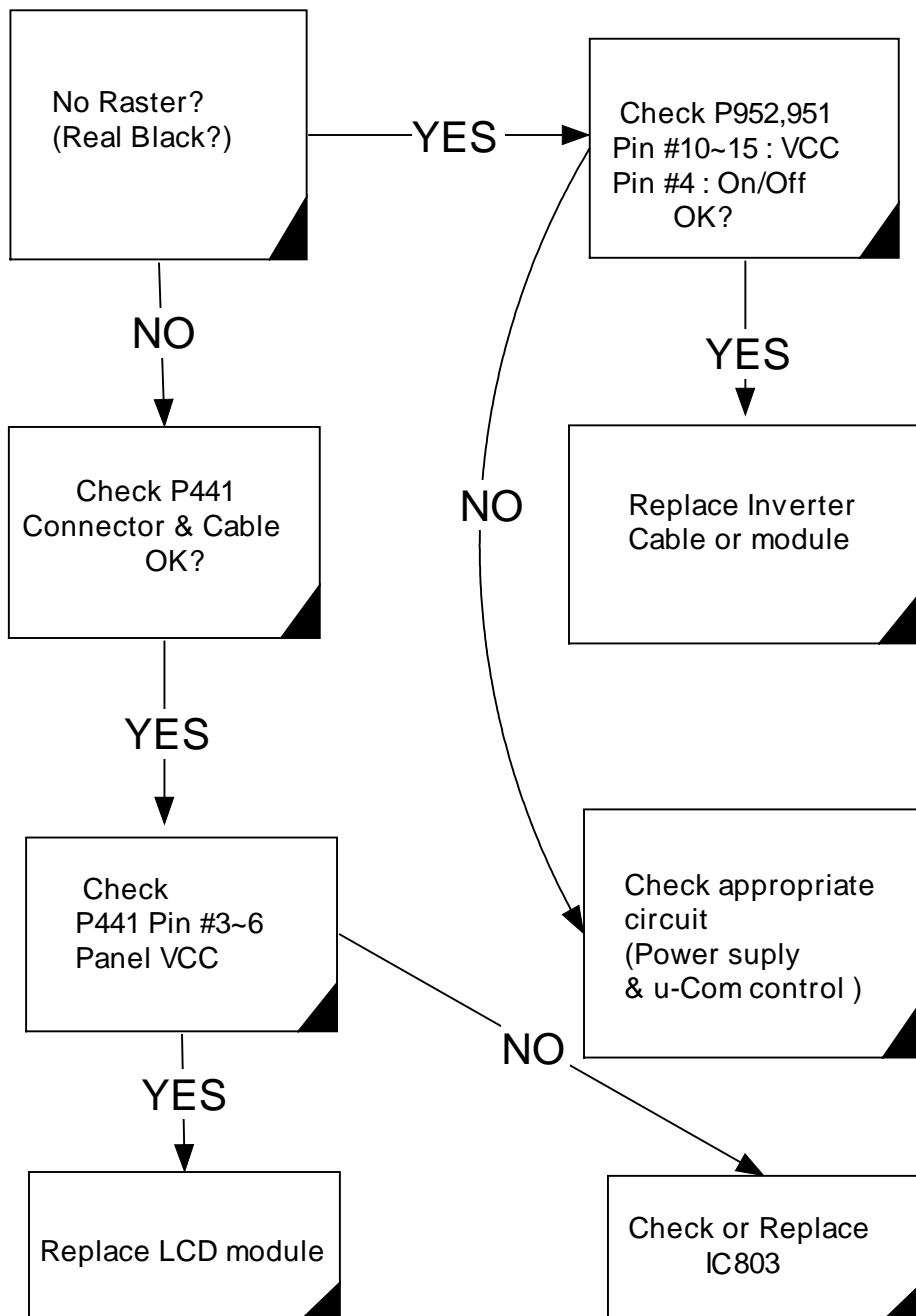 No Raster?
(Real Black?)
YES
Check P952,951
Pin #10~15 : VCC
Pin #4 : On/Off
OK?
NO
YES
Check P441
Connector & Cable
OK?
NO
Replace Inverter
Cable or module
YES
Check
P441 Pin #3~6
Panel VCC
Check appropriate
circuit
(Power suply
& u-Com control )
NO
YES
Replace LCD module
Check or Replace
IC803